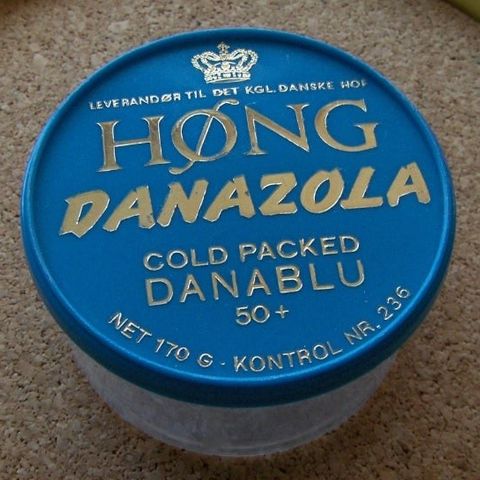 LEVERANDØR TIL DET KGL. DANSKE HOF
HØNG
DANAZOLA
COLD PACKED
DANABLU
50+
NET 170 G - KONTROL NR. 236